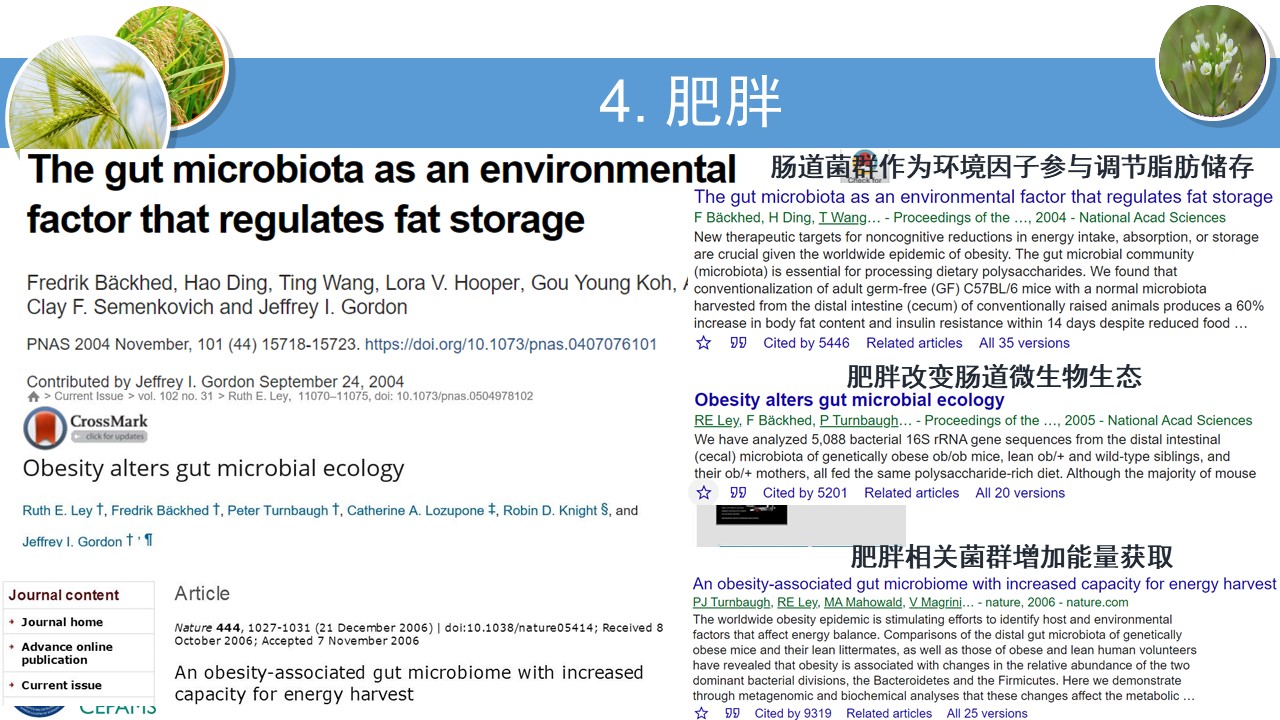 4. 肥胖
The gut microbiota as an environmental
factor that regulates fat storage
Fredrik Bäckhed, Hao Ding, Ting Wang, Lora V. Hooper, Gou Young Koh,
Clay F. Semenkovich and Jeffrey I. Gordon
PNAS 2004 November, 101 (44) 15718-15723. https://doi.org/10.1073/pnas.0407076101
Contributed by Jeffrey I. Gordon September 24, 2004
> Current Issue > vol. 102 no. 31 > Ruth E. Ley, 11070–11075, doi: 10.1073/pnas.0504978102
CrossMark
click for updates
Obesity alters gut microbial ecology
Ruth E. Ley †, Fredrik Bäckhed †, Peter Turnbaugh †, Catherine A. Lozupone ‡, Robin D. Knight §, and
Jeffrey I. Gordon † , ¶
Journal content
Journal home
Advance online
publication
Current issue
CEPAMS
Article
Nature 444, 1027-1031 (21 December 2006) | doi:10.1038/nature05414; Received 8
October 2006; Accepted 7 November 2006
An obesity-associated gut microbiome with increased
capacity for energy harvest
肠道菌群作为环境因子参与调节脂肪储存
Check for
The gut microbiota as an environmental factor that regulates fat storage
F Bäckhed, H Ding, T Wang… - Proceedings of the …, 2004 - National Acad Sciences
New therapeutic targets for noncognitive reductions in energy intake, absorption, or storage
are crucial given the worldwide epidemic of obesity. The gut microbial community
(microbiota) is essential for processing dietary polysaccharides. We found that
conventionalization of adult germ-free (GF) C57BL/6 mice with a normal microbiota
harvested from the distal intestine (cecum) of conventionally raised animals produces a 60%
increase in body fat content and insulin resistance within 14 days despite reduced food …
Cited by 5446 Related articles All 35 versions
肥胖改变肠道微生物生态
Obesity alters gut microbial ecology
RE Ley, F Bäckhed, P Turnbaugh… - Proceedings of the …, 2005 - National Acad Sciences
We have analyzed 5,088 bacterial 16S rRNA gene sequences from the distal intestinal
(cecal) microbiota of genetically obese ob/ob mice, lean ob/+ and wild-type siblings, and
their ob/+ mothers, all fed the same polysaccharide-rich diet. Although the majority of mouse
Cited by 5201 Related articles All 20 versions
肥胖相关菌群增加能量获取
An obesity-associated gut microbiome with increased capacity for energy harvest
PJ Turnbaugh, RE Ley, MA Mahowald, V Magrini… - nature, 2006 - nature.com
The worldwide obesity epidemic is stimulating efforts to identify host and environmental
factors that affect energy balance. Comparisons of the distal gut microbiota of genetically
obese mice and their lean littermates, as well as those of obese and lean human volunteers
have revealed that obesity is associated with changes in the relative abundance of the two
dominant bacterial divisions, the Bacteroidetes and the Firmicutes. Here we demonstrate
through metagenomic and biochemical analyses that these changes affect the metabolic …
Cited by 9319 Related articles All 25 versions